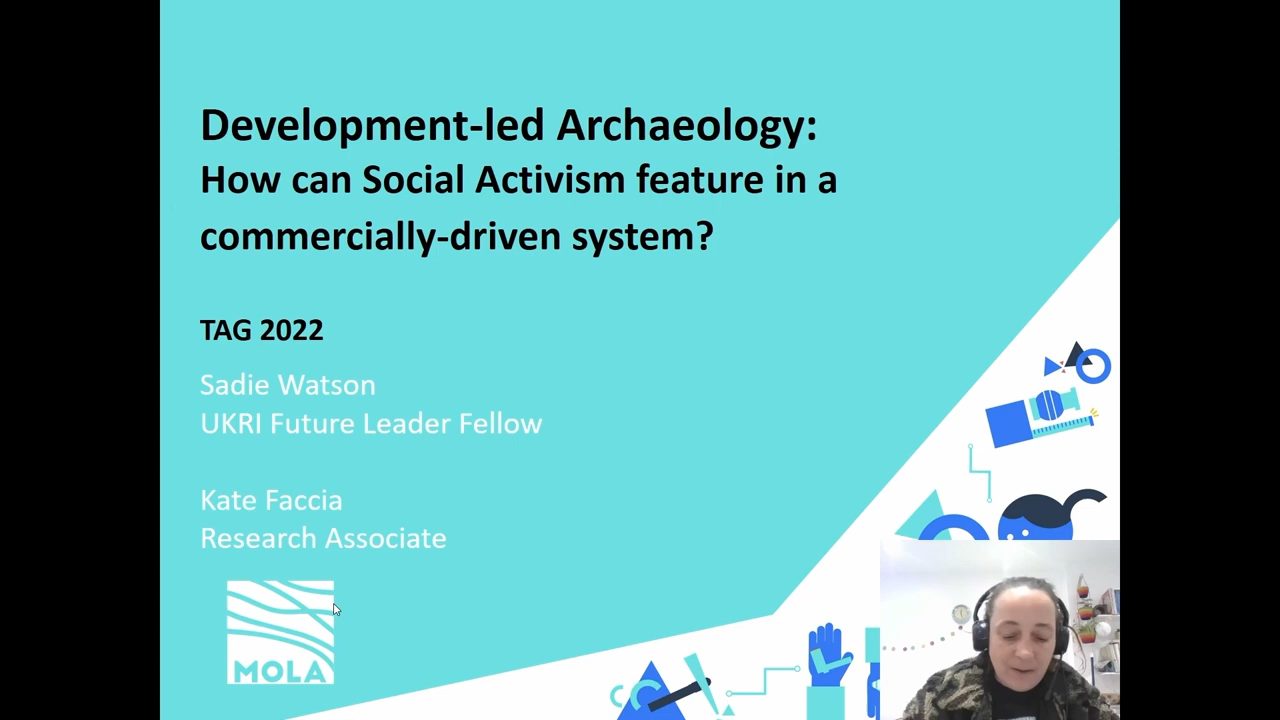 Development-led Archaeology:
How can Social Activism feature in a
commercially-driven system?
TAG 2022
Sadie Watson
UKRI Future Leader Fellow
Kate Faccia
Research Associate
MOLA